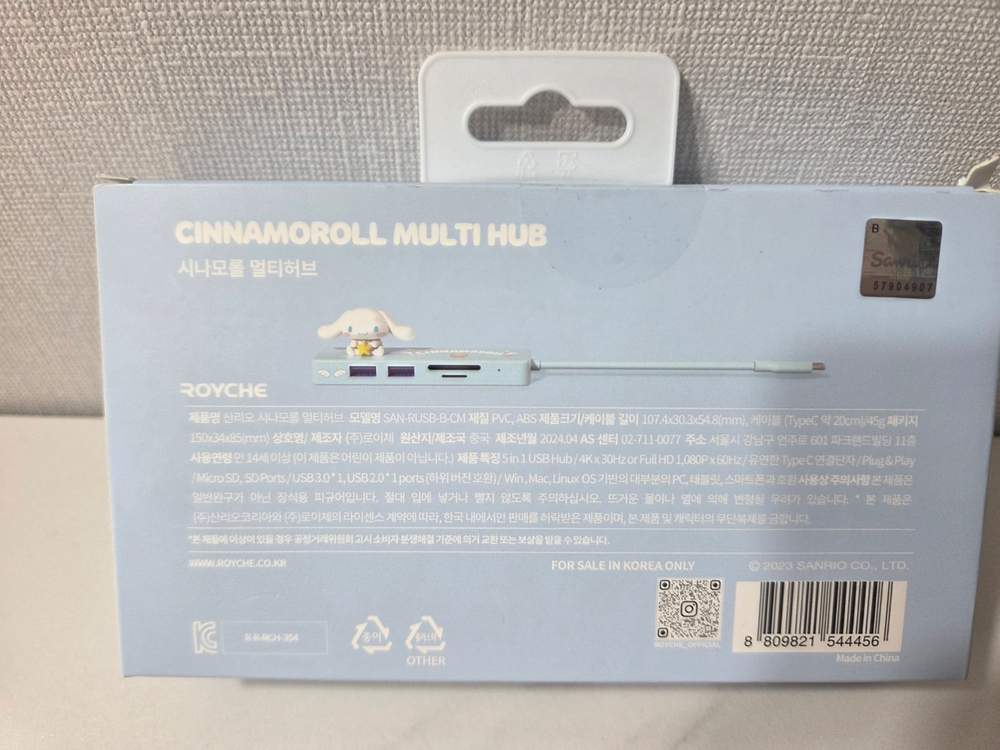 CINNAMOROLL MULTI HUB
시나모롤 멀티허브
B
Sanrio
57904907
CINNAMOROLL
ROYCHE
제품명 산리오 시나모롤 멀티허브 모델명 SAN-RUSB-B-CM 재질 PVC, ABS 제품크기/케이블 길이 107.4x30.3x54.8(mm), 케이블 (TypeC 약 20cm)/45g 패키지
150x34x85(mm) 상호명/ 제조자 (주)로이체 원산지/제조국 중국 제조년월 2024.04 AS 센터 02-711-0077 주소 서울시 강남구 언주로 601 파크랜드빌딩 11층
사용연령 만 14세 이상 (이 제품은 어린이 제품이 아닙니다.) 제품 특징 5 in 1 USB Hub / 4K x 30Hz or Full HD 1,080P x 60Hz / 유연한 Type C 연결단자 / Plug & Play
/ Micro SD, SD Ports / USB 3.0 * 1, USB 2.0 * 1 ports (하위 버전 호환) / Win , Mac, Linux OS 기반의 대부분의 PC, 태블릿, 스마트폰과 호환 사용상 주의사항 본 제품은
일반완구가 아닌 장식용 피규어입니다. 절대 입에 넣거나 빨지 않도록 주의하십시오. 뜨거운 물이나 열에 의해 변형될 우려가 있습니다. * 본 제품은
(주)산리오코리아와 (주)로이체의 라이센스 계약에 따라, 한국 내에서만 판매를 허락받은 제품이며, 본 제품 및 캐릭터의 무단복제를 금합니다.
*본 제품에 이상이 있을 경우 공정거래위원회 고시 소비자 분쟁해결 기준에 의거 교환 또는 보상을 받을 수 있습니다.
WWW.ROYCHE.CO.KR
FOR SALE IN KOREA ONLY
© 2023 SANRIO CO., LTD.
R-R-RCH-354
종이
플라스틱
OTHER
ROYCHE_OFFICIAL
8 809821 544456
Made in China